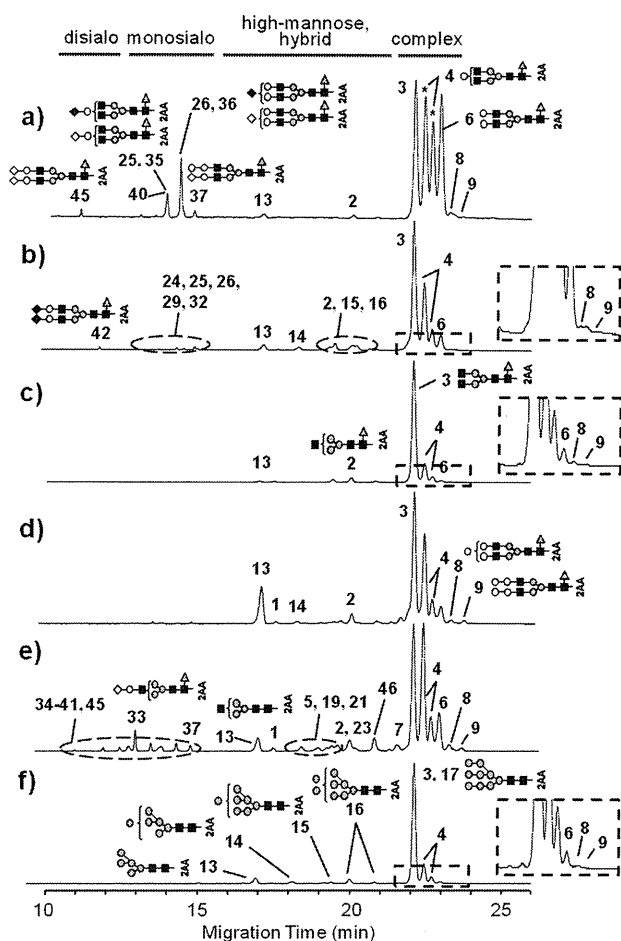 disialo monosialo high-mannose, hybrid complex
a)
26, 36
25, 35
45
40
37
13
2
3
* *
4
6
8
9
2AA
2AA
2AA
2AA
2AA
2AA
2AA
2AA
b)
24, 25, 26,
29, 32
42
13
14
2, 15, 16
3
4
6
8
9
2AA
c)
13
2
3
4
6
6
8
9
2AA
2AA
d)
13
1
14
2
3
4
8
9
2AA
2AA
e)
34-41, 45
33
37
13
1
5, 19, 21
2, 23
46
7
4
6
8
9
2AA
2AA
f)
13
14
15
16
3, 17
4
6
8
9
2AA
2AA
2AA
2AA
2AA
10 15 20 25
Migration Time (min)